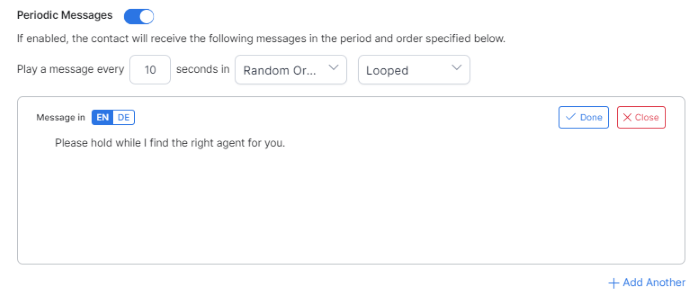 Periodic Messages
If enabled, the contact will receive the following messages in the period and order specified below.
Play a message every 10 seconds in Random Or... Looped
Message in EN DE Done Close
Please hold while I find the right agent for you.
Add Another